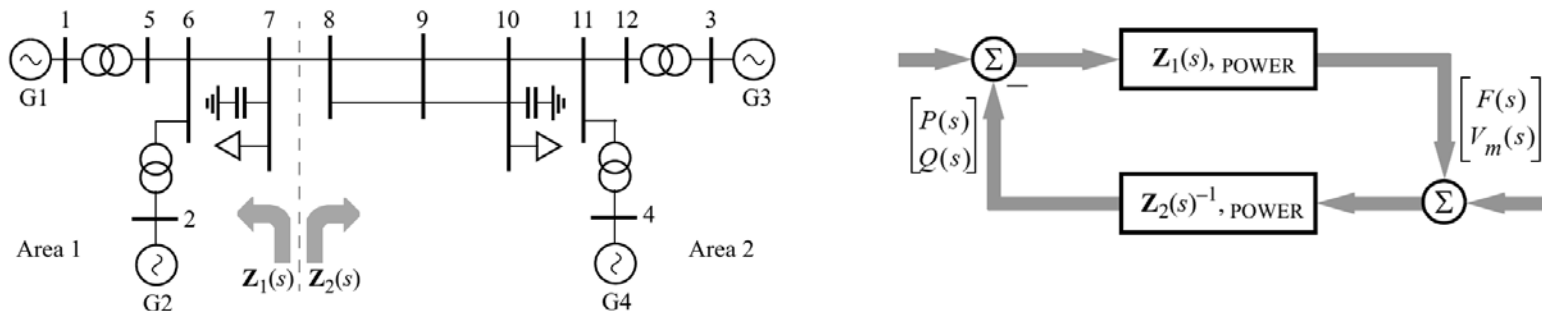 1 5 6 7 8 9 10 11 12 3
G1
G3
2
4
Area 1
Area 2
Z₁(s) Z₂(s)
G2
G4
Σ
Z₁(s), POWER
−
P(s)
Q(s)
F(s)
Vₘ(s)
Z₂(s)⁻¹, POWER
Σ